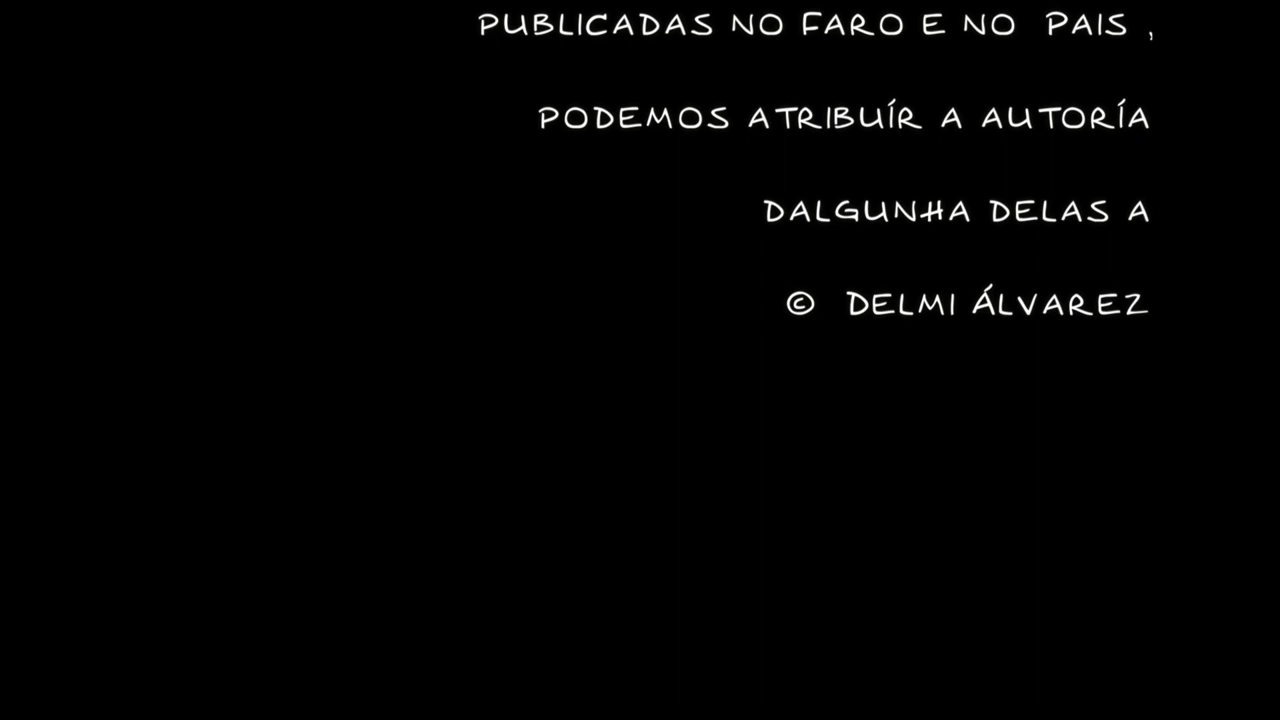 PUBLICADAS NO FARO E NO PAIS ,
PODEMOS ATRIBUÍR A AUTORÍA
DALGUNHA DELAS A
© DELMI ÁLVAREZ